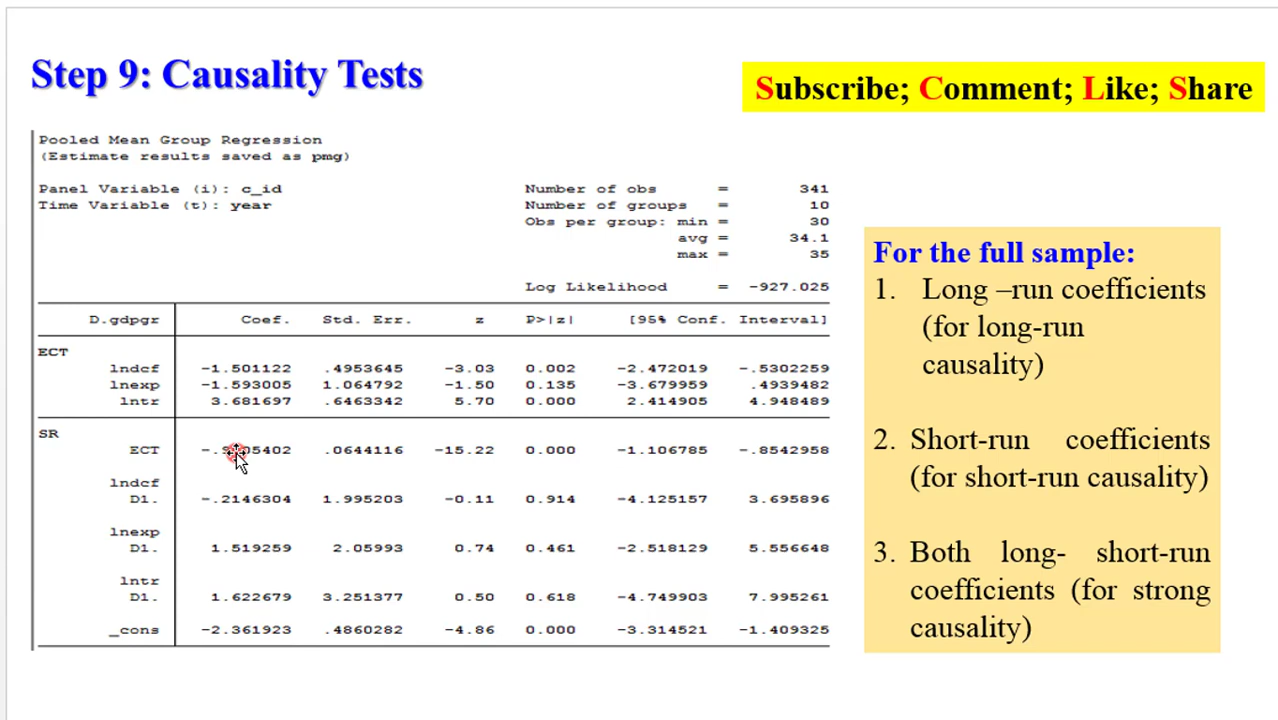 Step 9: Causality Tests
Subscribe; Comment; Like; Share
Pooled Mean Group Regression
(Estimate results saved as pmg)
Panel Variable (i): c_id
Time Variable (t): year
Number of obs = 341
Number of groups = 10
Obs per group: min = 30
avg = 34.1
max = 35
Log Likelihood = -927.025
D.gdpgr Coef. Std. Err. z P>|z| [95% Conf. Interval]
ECT
lndcf -1.501122 .4953645 -3.03 0.002 -2.472019 -.5302259
lnexp -1.593005 1.064792 -1.50 0.135 -3.679959 .4939482
lntr 3.681697 .6463342 5.70 0.000 2.414905 4.948489
SR
ECT .0644116 -15.22 0.000 -1.106785 -.8542958
lndcf
D1. -.2146304 1.995203 -0.11 0.914 -4.125157 3.695896
lnexp
D1. 1.519259 2.05993 0.74 0.461 -2.518129 5.556648
lntr
D1. 1.622679 3.251377 0.50 0.618 -4.749903 7.995261
_cons -2.361923 .4860282 -4.86 0.000 -3.314521 -1.409325
For the full sample:
1. Long –run coefficients
(for long-run
causality)
2. Short-run coefficients
(for short-run causality)
3. Both long- short-run
coefficients (for strong
causality)